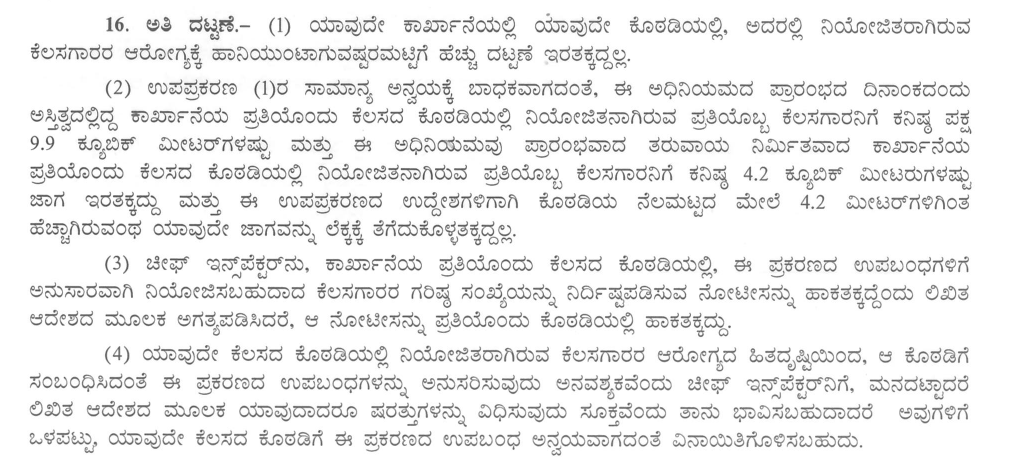 16. ಅತಿ ದಟ್ಟಣೆ.– (1) ಯಾವುದೇ ಕಾರ್ಖಾನೆಯಲ್ಲಿ ಯಾವುದೇ ಕೊಠಡಿಯಲ್ಲಿ, ಅದರಲ್ಲಿ ನಿಯೋಜಿತರಾಗಿರುವ
ಕೆಲಸಗಾರರ ಆರೋಗ್ಯಕ್ಕೆ ಹಾನಿಯುಂಟಾಗುವಷ್ಟರಮಟ್ಟಿಗೆ ಹೆಚ್ಚು ದಟ್ಟಣೆ ಇರತಕ್ಕದ್ದಲ್ಲ.
(2) ಉಪಪ್ರಕರಣ (1)ರ ಸಾಮಾನ್ಯ ಅನ್ವಯಕ್ಕೆ ಬಾಧಕವಾಗದಂತೆ, ಈ ಅಧಿನಿಯಮದ ಪ್ರಾರಂಭದ ದಿನಾಂಕದಂದು
ಅಸ್ತಿತ್ವದಲ್ಲಿದ್ದ ಕಾರ್ಖಾನೆಯ ಪ್ರತಿಯೊಂದು ಕೆಲಸದ ಕೊಠಡಿಯಲ್ಲಿ ನಿಯೋಜಿತನಾಗಿರುವ ಪ್ರತಿಯೊಬ್ಬ ಕೆಲಸಗಾರನಿಗೆ ಕನಿಷ್ಠ ಪಕ್ಷ
9.9 ಕ್ಯೂಬಿಕ್ ಮೀಟರ್‌ಗಳಷ್ಟು ಮತ್ತು ಈ ಅಧಿನಿಯಮವು ಪ್ರಾರಂಭವಾದ ತರುವಾಯ ನಿರ್ಮಿತವಾದ ಕಾರ್ಖಾನೆಯ
ಪ್ರತಿಯೊಂದು ಕೆಲಸದ ಕೊಠಡಿಯಲ್ಲಿ ನಿಯೋಜಿತನಾಗಿರುವ ಪ್ರತಿಯೊಬ್ಬ ಕೆಲಸಗಾರನಿಗೆ ಕನಿಷ್ಠ 4.2 ಕ್ಯೂಬಿಕ್ ಮೀಟರುಗಳಷ್ಟು
ಜಾಗ ಇರತಕ್ಕದ್ದು ಮತ್ತು ಈ ಉಪಪ್ರಕರಣದ ಉದ್ದೇಶಗಳಿಗಾಗಿ ಕೊಠಡಿಯ ನೆಲಮಟ್ಟದ ಮೇಲೆ 4.2 ಮೀಟರ್‌ಗಳಿಗಿಂತ
ಹೆಚ್ಚಾಗಿರುವಂಥ ಯಾವುದೇ ಜಾಗವನ್ನು ಲೆಕ್ಕಕ್ಕೆ ತೆಗೆದುಕೊಳ್ಳತಕ್ಕದ್ದಲ್ಲ.
(3) ಚೀಫ್ ಇನ್ಸ್‌ಪೆಕ್ಟರ್‌ನು, ಕಾರ್ಖಾನೆಯ ಪ್ರತಿಯೊಂದು ಕೆಲಸದ ಕೊಠಡಿಯಲ್ಲಿ, ಈ ಪ್ರಕರಣದ ಉಪಬಂಧಗಳಿಗೆ
ಅನುಸಾರವಾಗಿ ನಿಯೋಜಿಸಬಹುದಾದ ಕೆಲಸಗಾರರ ಗರಿಷ್ಠ ಸಂಖ್ಯೆಯನ್ನು ನಿರ್ದಿಷ್ಟಪಡಿಸುವ ನೋಟೀಸನ್ನು ಹಾಕತಕ್ಕದ್ದೆಂದು ಲಿಖಿತ
ಆದೇಶದ ಮೂಲಕ ಅಗತ್ಯಪಡಿಸಿದರೆ, ಆ ನೋಟೀಸನ್ನು ಪ್ರತಿಯೊಂದು ಕೊಠಡಿಯಲ್ಲಿ ಹಾಕತಕ್ಕದ್ದು.
(4) ಯಾವುದೇ ಕೆಲಸದ ಕೊಠಡಿಯಲ್ಲಿ ನಿಯೋಜಿತರಾಗಿರುವ ಕೆಲಸಗಾರರ ಆರೋಗ್ಯದ ಹಿತದೃಷ್ಟಿಯಿಂದ, ಆ ಕೊಠಡಿಗೆ
ಸಂಬಂಧಿಸಿದಂತೆ ಈ ಪ್ರಕರಣದ ಉಪಬಂಧಗಳನ್ನು ಅನುಸರಿಸುವುದು ಅನವಶ್ಯಕವೆಂದು ಚೀಫ್ ಇನ್ಸ್‌ಪೆಕ್ಟರ್‌ನಿಗೆ, ಮನದಟ್ಟಾದರೆ
ಲಿಖಿತ ಆದೇಶದ ಮೂಲಕ ಯಾವುದಾದರೂ ಷರತ್ತುಗಳನ್ನು ವಿಧಿಸುವುದು ಸೂಕ್ತವೆಂದು ತಾನು ಭಾವಿಸಬಹುದಾದರೆ ಅವುಗಳಿಗೆ
ಒಳಪಟ್ಟು, ಯಾವುದೇ ಕೆಲಸದ ಕೊಠಡಿಗೆ ಈ ಪ್ರಕರಣದ ಉಪಬಂಧ ಅನ್ವಯವಾಗದಂತೆ ವಿನಾಯಿತಿಗೊಳಿಸಬಹುದು.